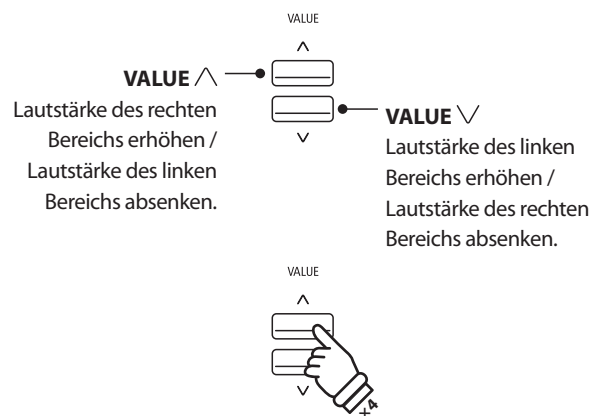 VALUE
VALUE ∧
Lautstärke des rechten
Bereichs erhöhen /
Lautstärke des linken
Bereichs absenken.
VALUE ∨
Lautstärke des linken
Bereichs erhöhen /
Lautstärke des rechten
Bereichs absenken.
VALUE
×4